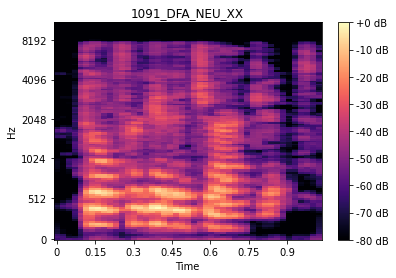 1091_DFA_NEU_XX
Hz
8192
4096
2048
1024
512
0
0
0.15
0.3
0.45
0.6
0.75
0.9
Time
+0 dB
-10 dB
-20 dB
-30 dB
-40 dB
-50 dB
-60 dB
-70 dB
-80 dB